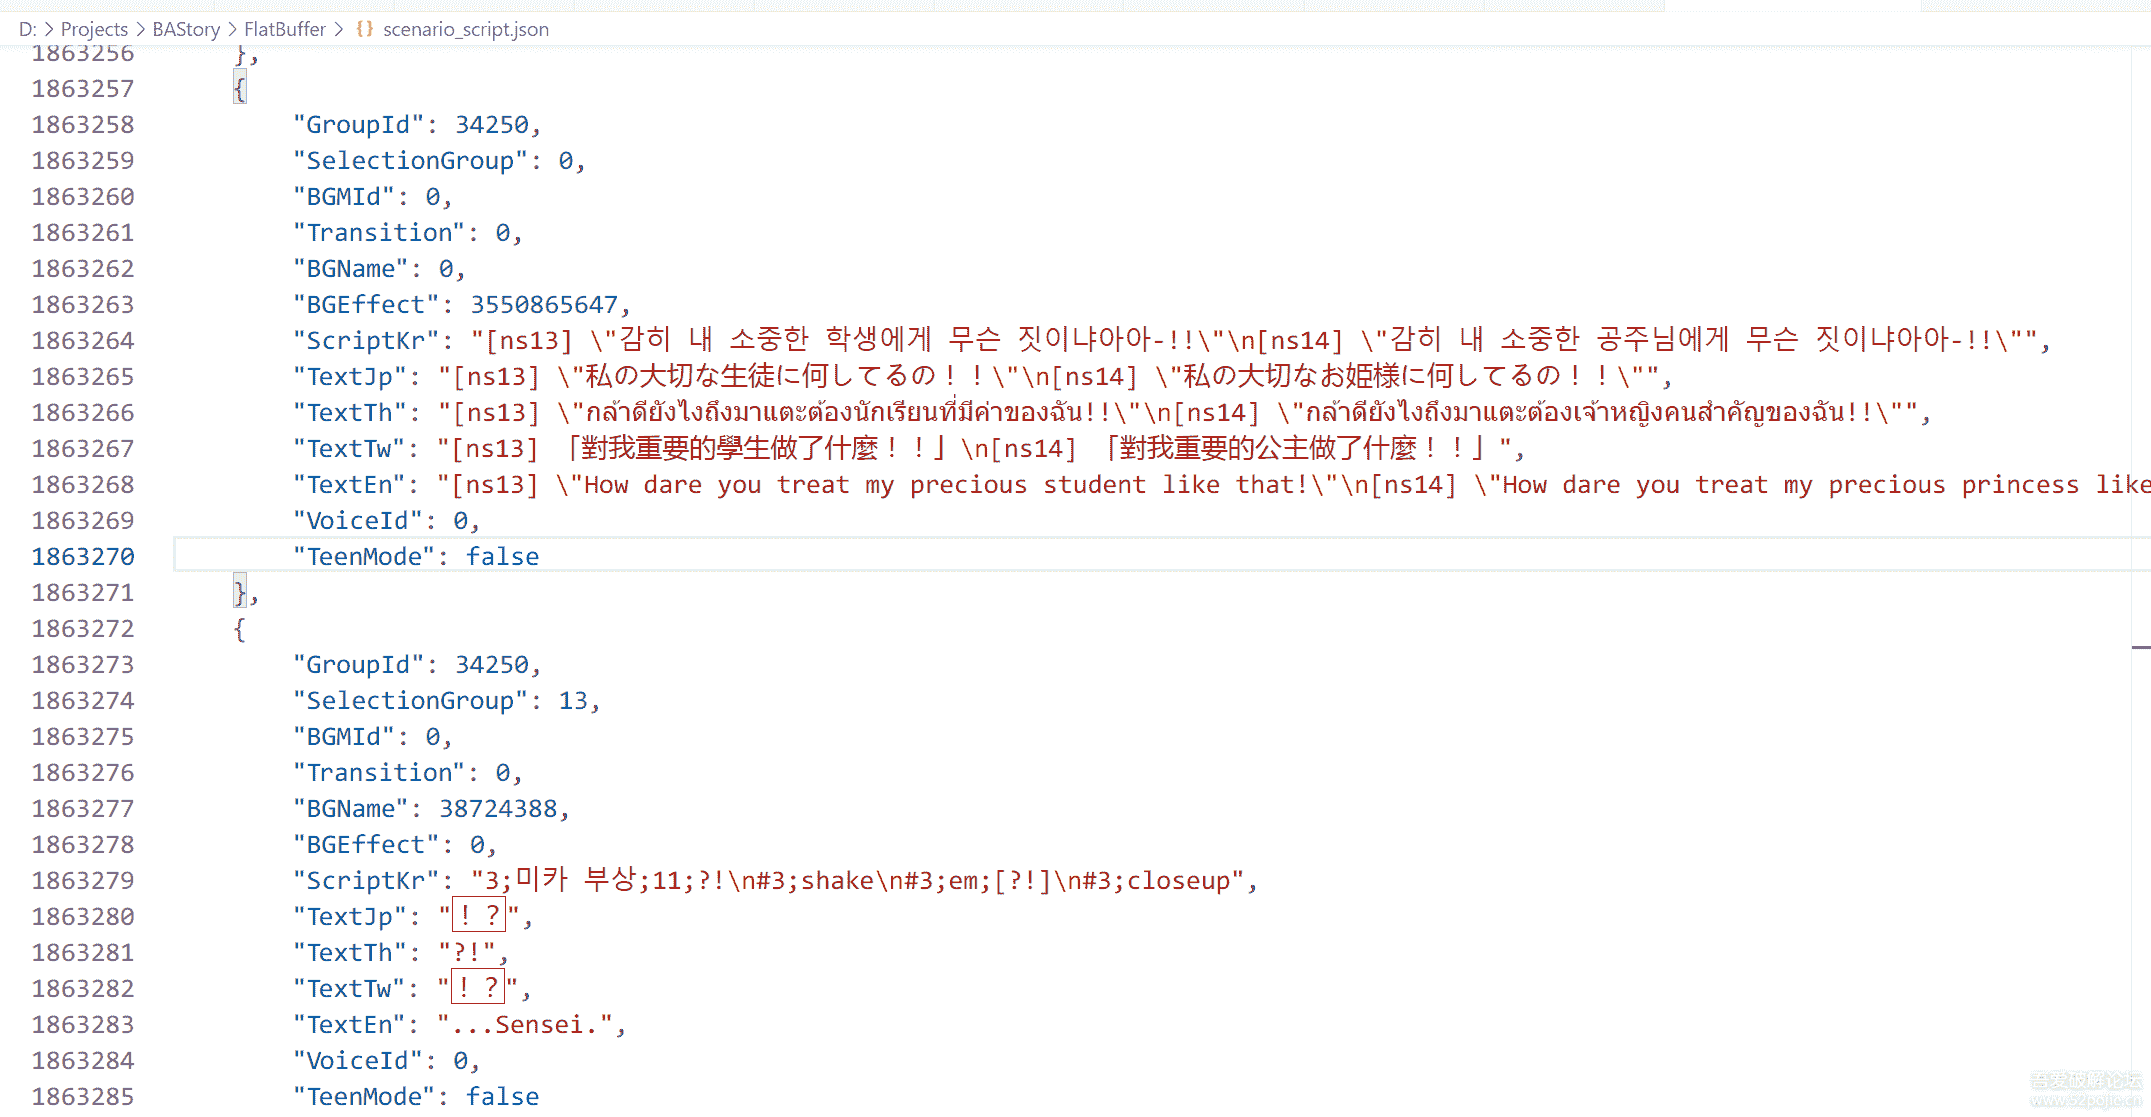 D: > Projects > BAStory > FlatBuffer > {} scenario_script.json
1863256 },
1863257 {
1863258 "GroupId": 34250,
1863259 "SelectionGroup": 0,
1863260 "BGMId": 0,
1863261 "Transition": 0,
1863262 "BGName": 0,
1863263 "BGEffect": 3550865647,
1863264 "ScriptKr": "[ns13] \"감히 내 소중한 학생에게 무슨 짓이냐아아-!!\"\n[ns14] \"감히 내 소중한 공주님에게 무슨 짓이냐아아-!!\"",
1863265 "TextJp": "[ns13] \"私の大切な生徒に何してるの！！\"\n[ns14] \"私の大切なお姫様に何してるの！！\"",
1863266 "TextTh": "[ns13] \"กล้าดียังไงถึงมาแตะต้องนักเรียนที่มีค่าของฉัน!!\"\n[ns14] \"กล้าดียังไงถึงมาแตะต้องเจ้าหญิงคนสำคัญของฉัน!!\"",
1863267 "TextTw": "[ns13] 「對我重要的學生做了什麼！！」\n[ns14] 「對我重要的公主做了什麼！！」",
1863268 "TextEn": "[ns13] \"How dare you treat my precious student like that!\"\n[ns14] \"How dare you treat my precious princess like
1863269 "VoiceId": 0,
1863270 "TeenMode": false
1863271 },
1863272 {
1863273 "GroupId": 34250,
1863274 "SelectionGroup": 13,
1863275 "BGMId": 0,
1863276 "Transition": 0,
1863277 "BGName": 38724388,
1863278 "BGEffect": 0,
1863279 "ScriptKr": "3;미카 부상;11;?!\n#3;shake\n#3;em;[?!]\n#3;closeup",
1863280 "TextJp": "！？",
1863281 "TextTh": "?!",
1863282 "TextTw": "！？",
1863283 "TextEn": "...Sensei.",
1863284 "VoiceId": 0,
1863285 "TeenMode": false
吾爱破解论坛
www.52pojie.cn